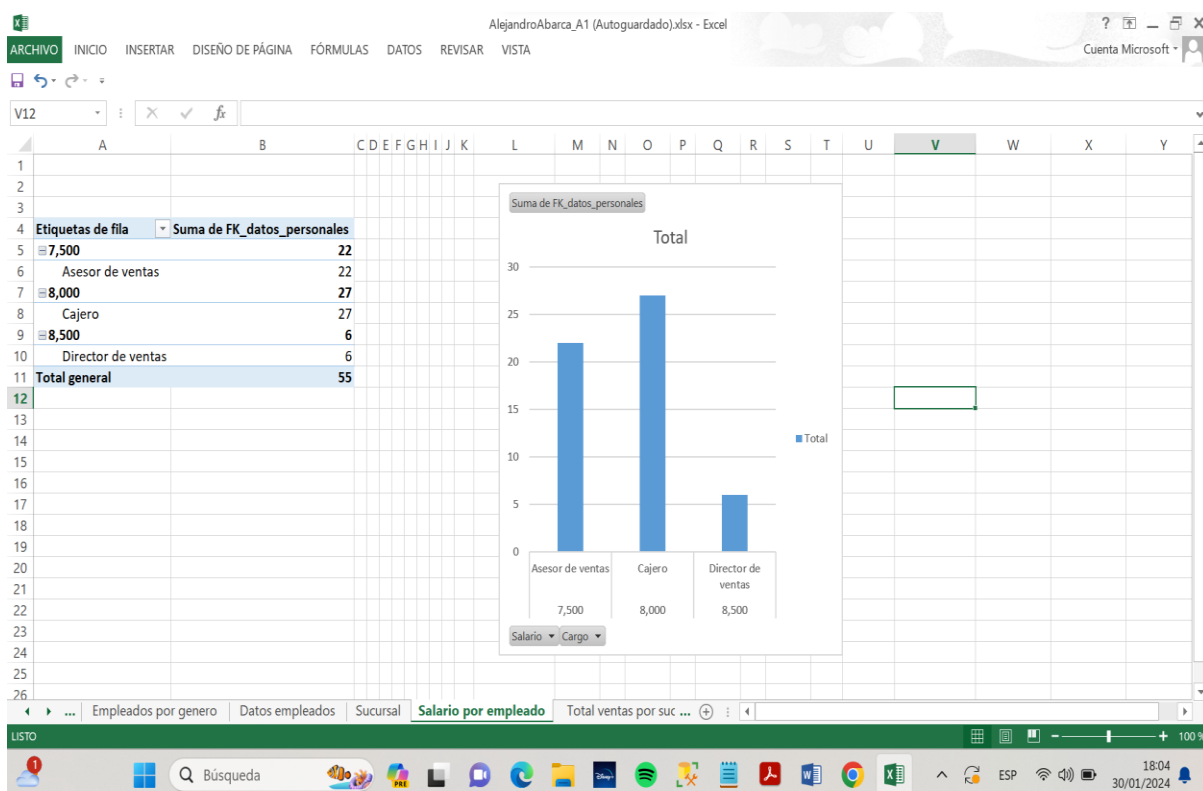 AlejandroAbarca_A1 (Autoguardado).xlsx - Excel
?
ARCHIVO INICIO INSERTAR DISEÑO DE PÁGINA FÓRMULAS DATOS REVISAR VISTA
Cuenta Microsoft
V12
fx
A B C D E F G H I J K L M N O P Q R S T U V W X Y
1
2
3
4 Etiquetas de fila Suma de FK_datos_personales
5 7,500 22
6 Asesor de ventas 22
7 8,000 27
8 Cajero 27
9 8,500 6
10 Director de ventas 6
11 Total general 55
12
13
14
15
16
17
18
19
20
21
22
23
24
25
26
Suma de FK_datos_personales
Total
30
25
20
15
10
5
0
Total
Asesor de ventas Cajero Director de
ventas
7,500 8,000 8,500
Salario Cargo
... Empleados por genero Datos empleados Sucursal Salario por empleado Total ventas por suc ...
LISTO
100 %
1
Búsqueda
PRE
Disney+
ESP
18:04
30/01/2024